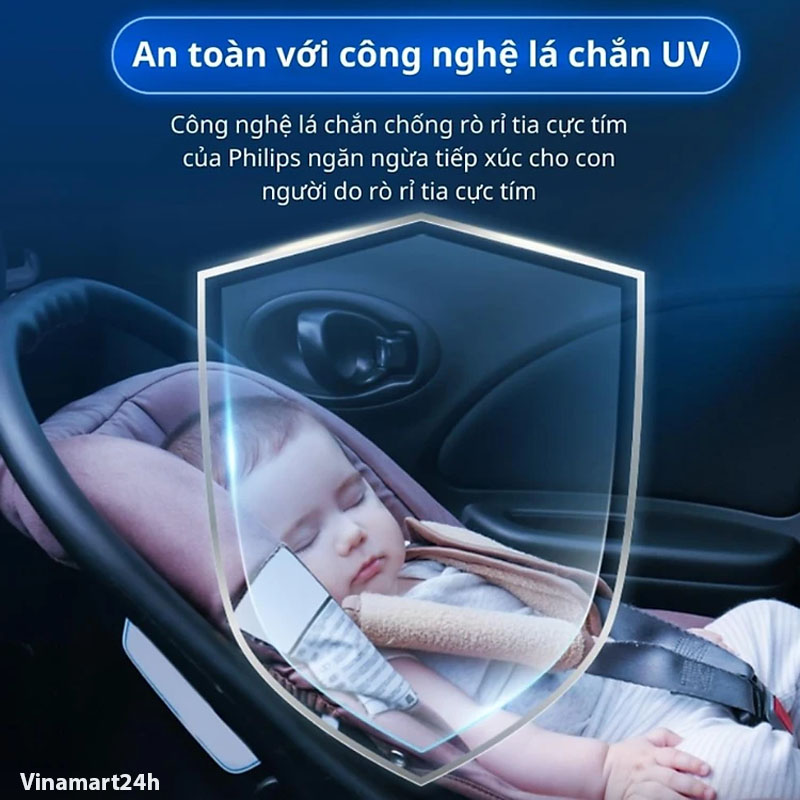 An toàn với công nghệ lá chắn UV
Công nghệ lá chắn chống rò rỉ tia cực tím
của Philips ngăn ngừa tiếp xúc cho con
người do rò rỉ tia cực tím
Vinamart24h